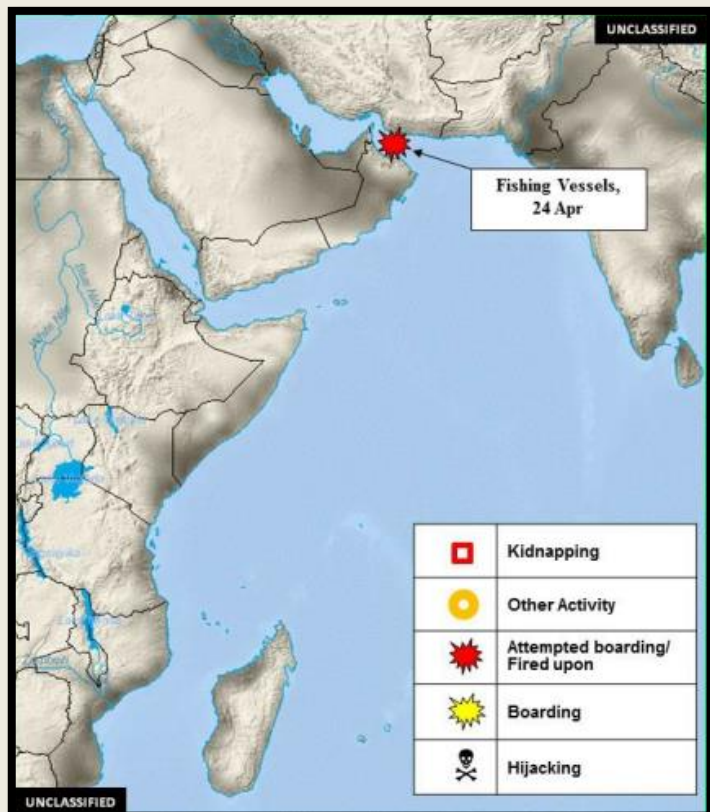 UNCLASSIFIED
Fishing Vessels,
24 Apr
Kidnapping
Other Activity
Attempted boarding/
Fired upon
Boarding
Hijacking
UNCLASSIFIED